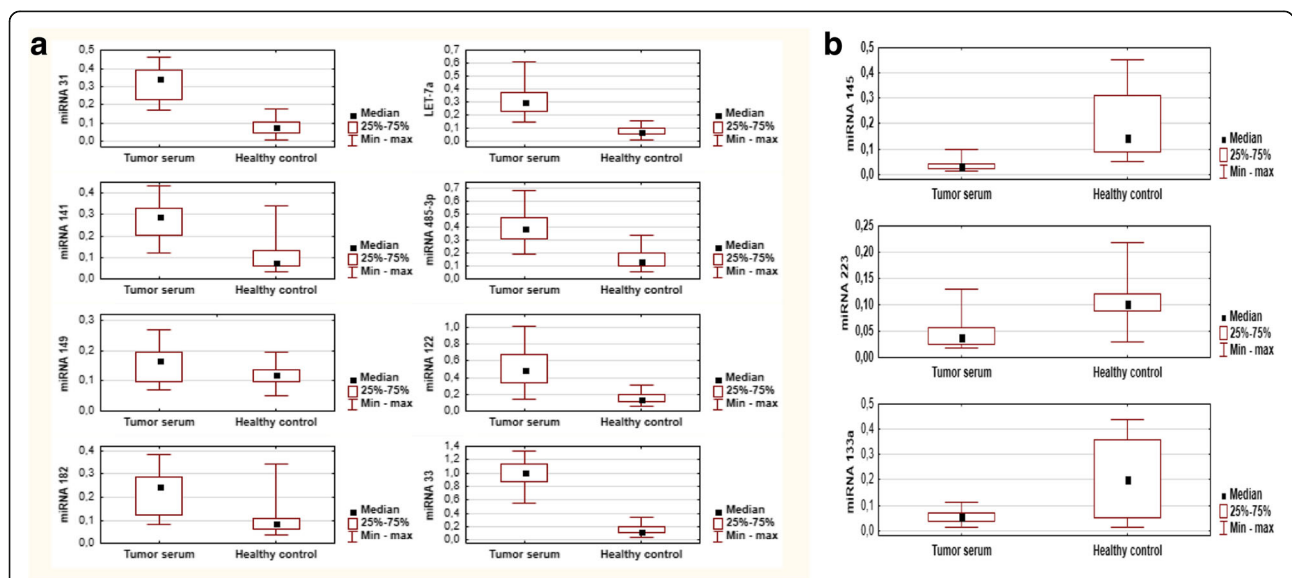 a
miRNA 31
0,5
0,4
0,3
0,2
0,1
0,0
Tumor serum Healthy control
Median
25%-75%
Min - max
LET-7a
0,7
0,6
0,5
0,4
0,3
0,2
0,1
0,0
Tumor serum Healthy control
Median
25%-75%
Min - max
miRNA 141
0,4
0,3
0,2
0,1
0,0
Tumor serum Healthy control
Median
25%-75%
Min - max
miRNA 485-3p
0,7
0,6
0,5
0,4
0,3
0,2
0,1
0,0
Tumor serum Healthy control
Median
25%-75%
Min - max
miRNA 149
0,3
0,2
0,1
0,0
Tumor serum Healthy control
Median
25%-75%
Min - max
miRNA 122
1,0
0,8
0,6
0,4
0,2
0,0
Tumor serum Healthy control
Median
25%-75%
Min - max
miRNA 182
0,4
0,3
0,2
0,1
0,0
Tumor serum Healthy control
Median
25%-75%
Min - max
miRNA 33
1,4
1,2
1,0
0,8
0,6
0,4
0,2
0,0
Tumor serum Healthy control
Median
25%-75%
Min - max
b
miRNA 145
0,5
0,4
0,3
0,2
0,1
0,0
Tumor serum Healthy control
Median
25%-75%
Min - max
miRNA 223
0,25
0,20
0,15
0,10
0,05
0,00
Tumor serum Healthy control
Median
25%-75%
Min - max
miRNA 133a
0,5
0,4
0,3
0,2
0,1
0,0
Tumor serum Healthy control
Median
25%-75%
Min - max